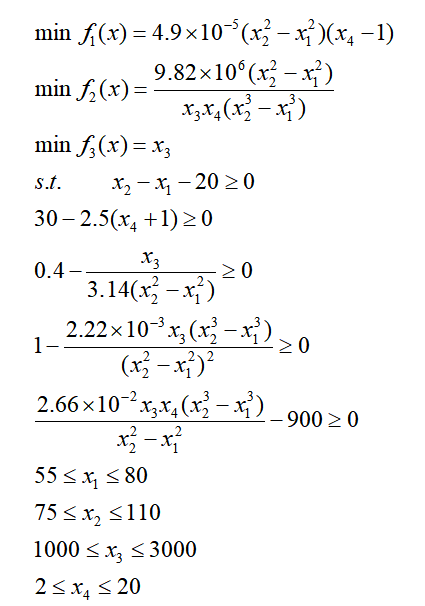 min f₁(x) = 4.9×10⁻⁵(x₂² − x₁²)(x₄ −1)
min f₂(x) = 9.82×10⁶(x₂² − x₁²) / x₃x₄(x₂³ − x₁³)
min f₃(x) = x₃
s.t. x₂ − x₁ − 20 ≥ 0
30 − 2.5(x₄ +1) ≥ 0
0.4 − x₃ / 3.14(x₂² − x₁²) ≥ 0
1 − 2.22×10⁻³x₃(x₂³ − x₁³) / (x₂² − x₁²)² ≥ 0
2.66×10⁻²x₃x₄(x₂³ − x₁³) / x₂² − x₁² − 900 ≥ 0
55 ≤ x₁ ≤ 80
75 ≤ x₂ ≤ 110
1000 ≤ x₃ ≤ 3000
2 ≤ x₄ ≤ 20